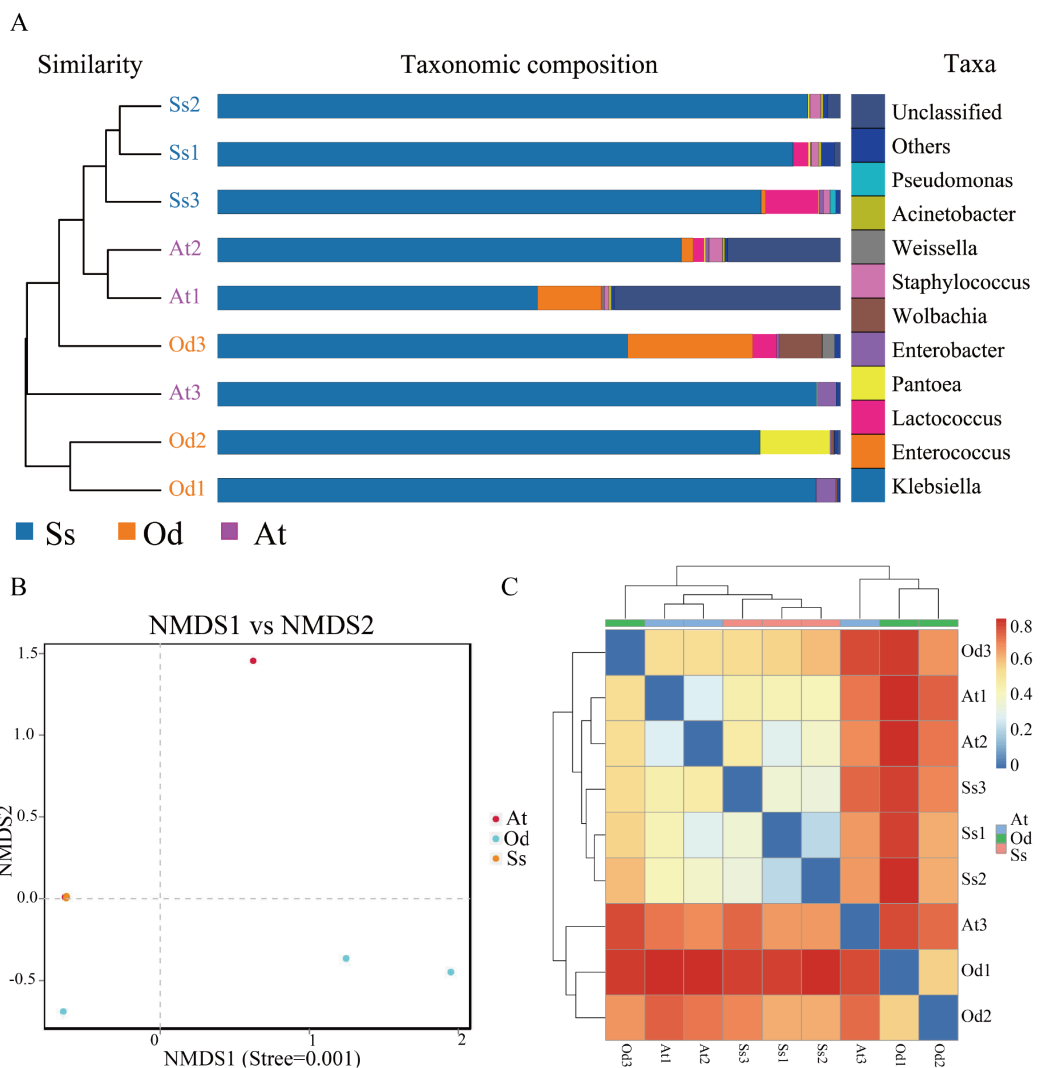 A
Similarity
Taxonomic composition
Taxa
Ss2
Ss1
Ss3
At2
At1
Od3
At3
Od2
Od1
Unclassified
Others
Pseudomonas
Acinetobacter
Weissella
Staphylococcus
Wolbachia
Enterobacter
Pantoea
Lactococcus
Enterococcus
Klebsiella
Ss Od At
B
NMDS1 vs NMDS2
1.5
1.0
0.5
0.0
-0.5
NMDS2
0 1 2
NMDS1 (Stree=0.001)
At
Od
Ss
C
Od3
At1
At2
Ss3
Ss1
Ss2
At3
Od1
Od2
Od3 At1 At2 Ss3 Ss1 Ss2 At3 Od1 Od2
0.8
0.6
0.4
0.2
0
At
Od
Ss